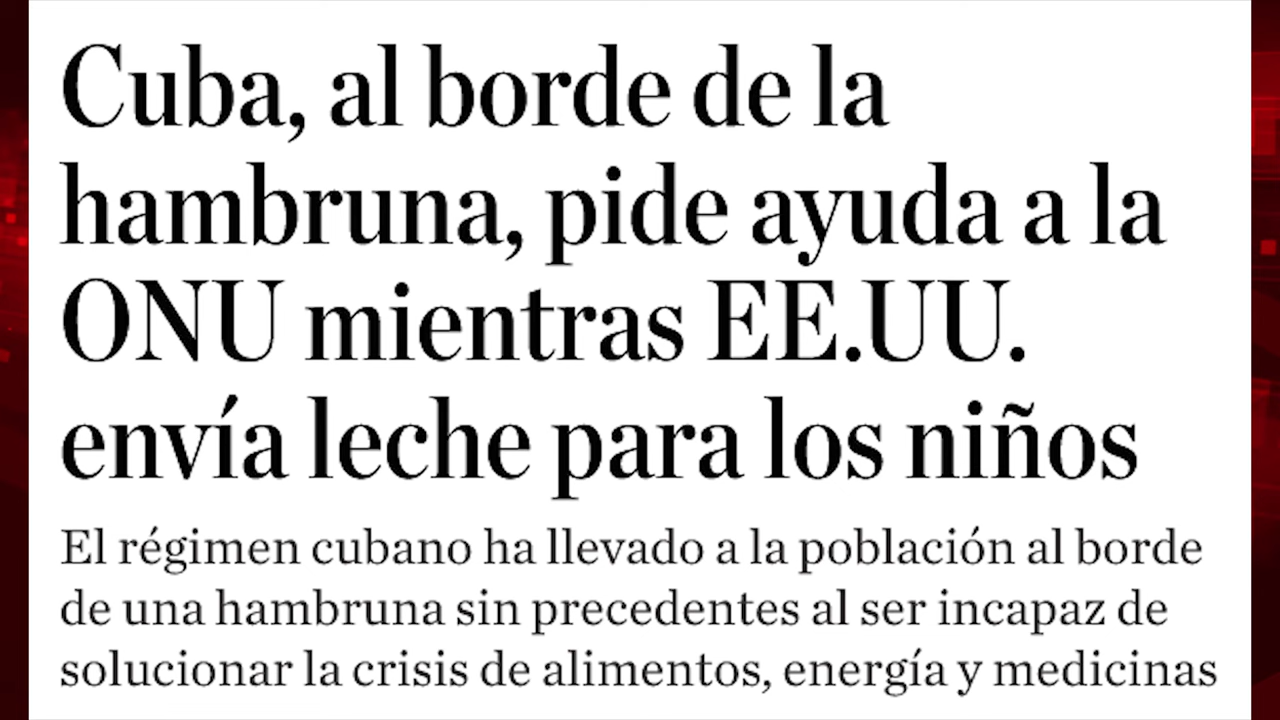 Cuba, al borde de la
hambruna, pide ayuda a la
ONU mientras EE.UU.
envía leche para los niños
El régimen cubano ha llevado a la población al borde
de una hambruna sin precedentes al ser incapaz de
solucionar la crisis de alimentos, energía y medicinas